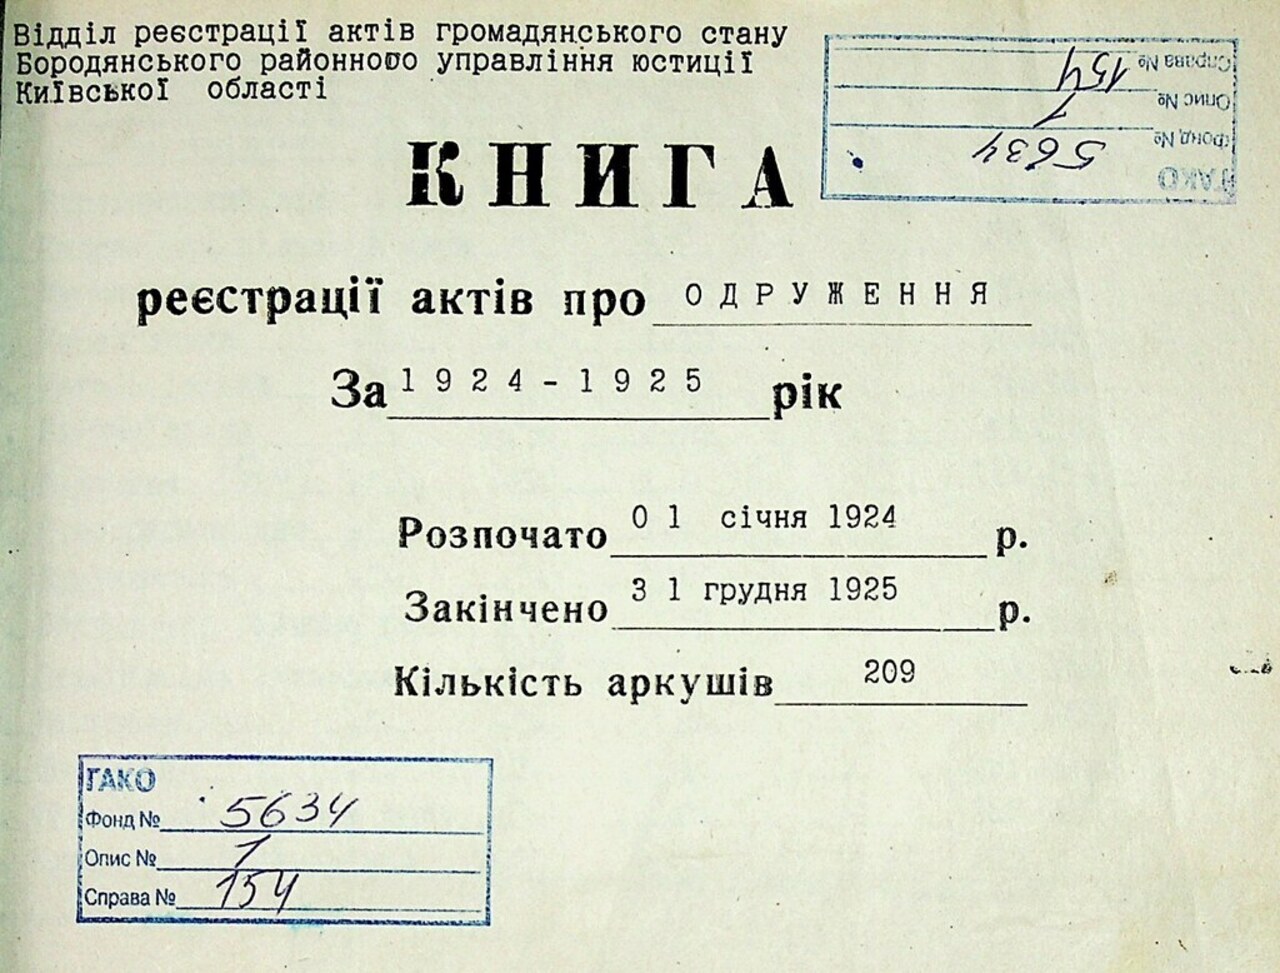 Відділ реєстрації актів громадянського стану
Бородянського районного управління юстиції
Київської області
Справа № 154
Опис № 1
Фонд № 5634
ГАКО
КНИГА
реєстрації актів про ОДРУЖЕННЯ
За 1924-1925 рік
Розпочато 01 січня 1924 р.
Закінчено 31 грудня 1925 р.
Кількість аркушів 209
ГАКО
Фонд № 5634
Опис № 1
Справа № 154